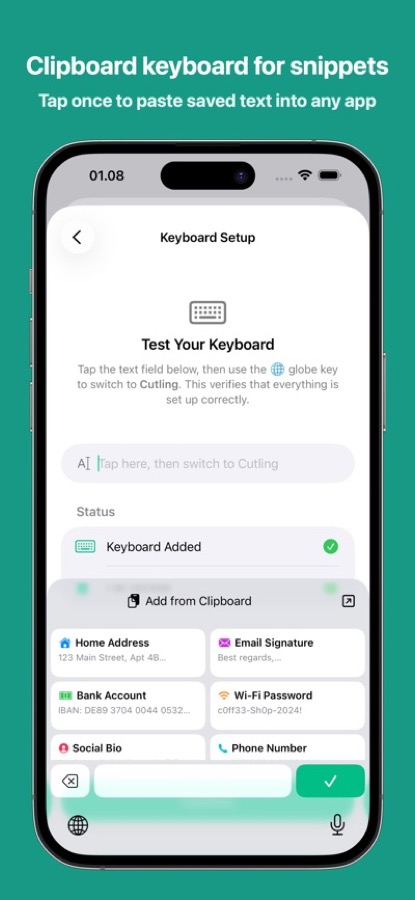 Clipboard keyboard for snippets
Tap once to paste saved text into any app
01.08
Keyboard Setup
Test Your Keyboard
Tap the text field below, then use the 🌐 globe key
to switch to Cutling. This verifies that everything is
set up correctly.
Tap here, then switch to Cutling
Status
Keyboard Added
Add from Clipboard
Home Address
123 Main Street, Apt 4B...
Email Signature
Best regards,...
Bank Account
IBAN: DE89 3704 0044 0532...
Wi-Fi Password
c0ff33-Sh0p-2024!
Social Bio
Phone Number